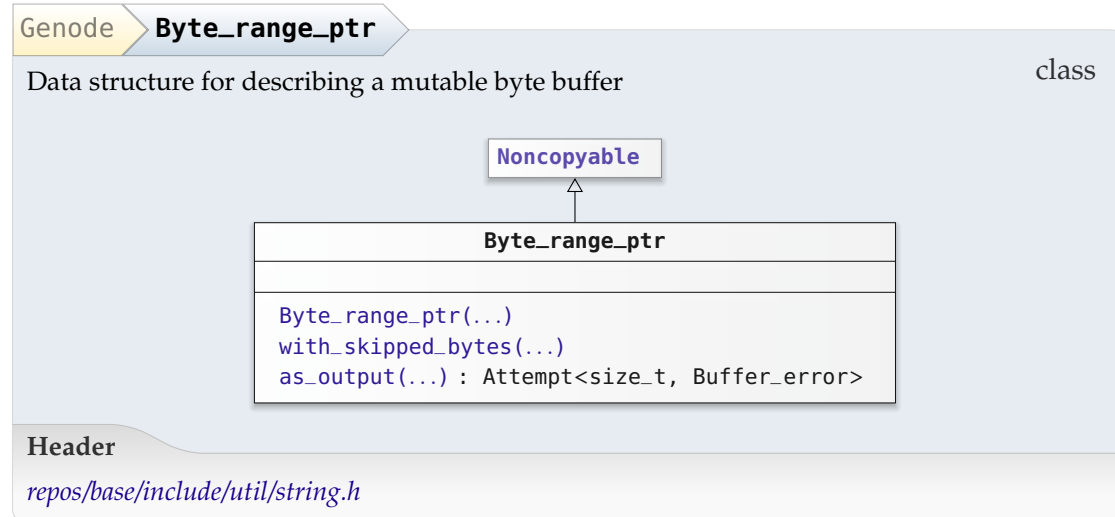 Genode Byte_range_ptr
class
Data structure for describing a mutable byte buffer
Noncopyable
Byte_range_ptr
Byte_range_ptr(...)
with_skipped_bytes(...)
as_output(...) : Attempt<size_t, Buffer_error>
Header
repos/base/include/util/string.h